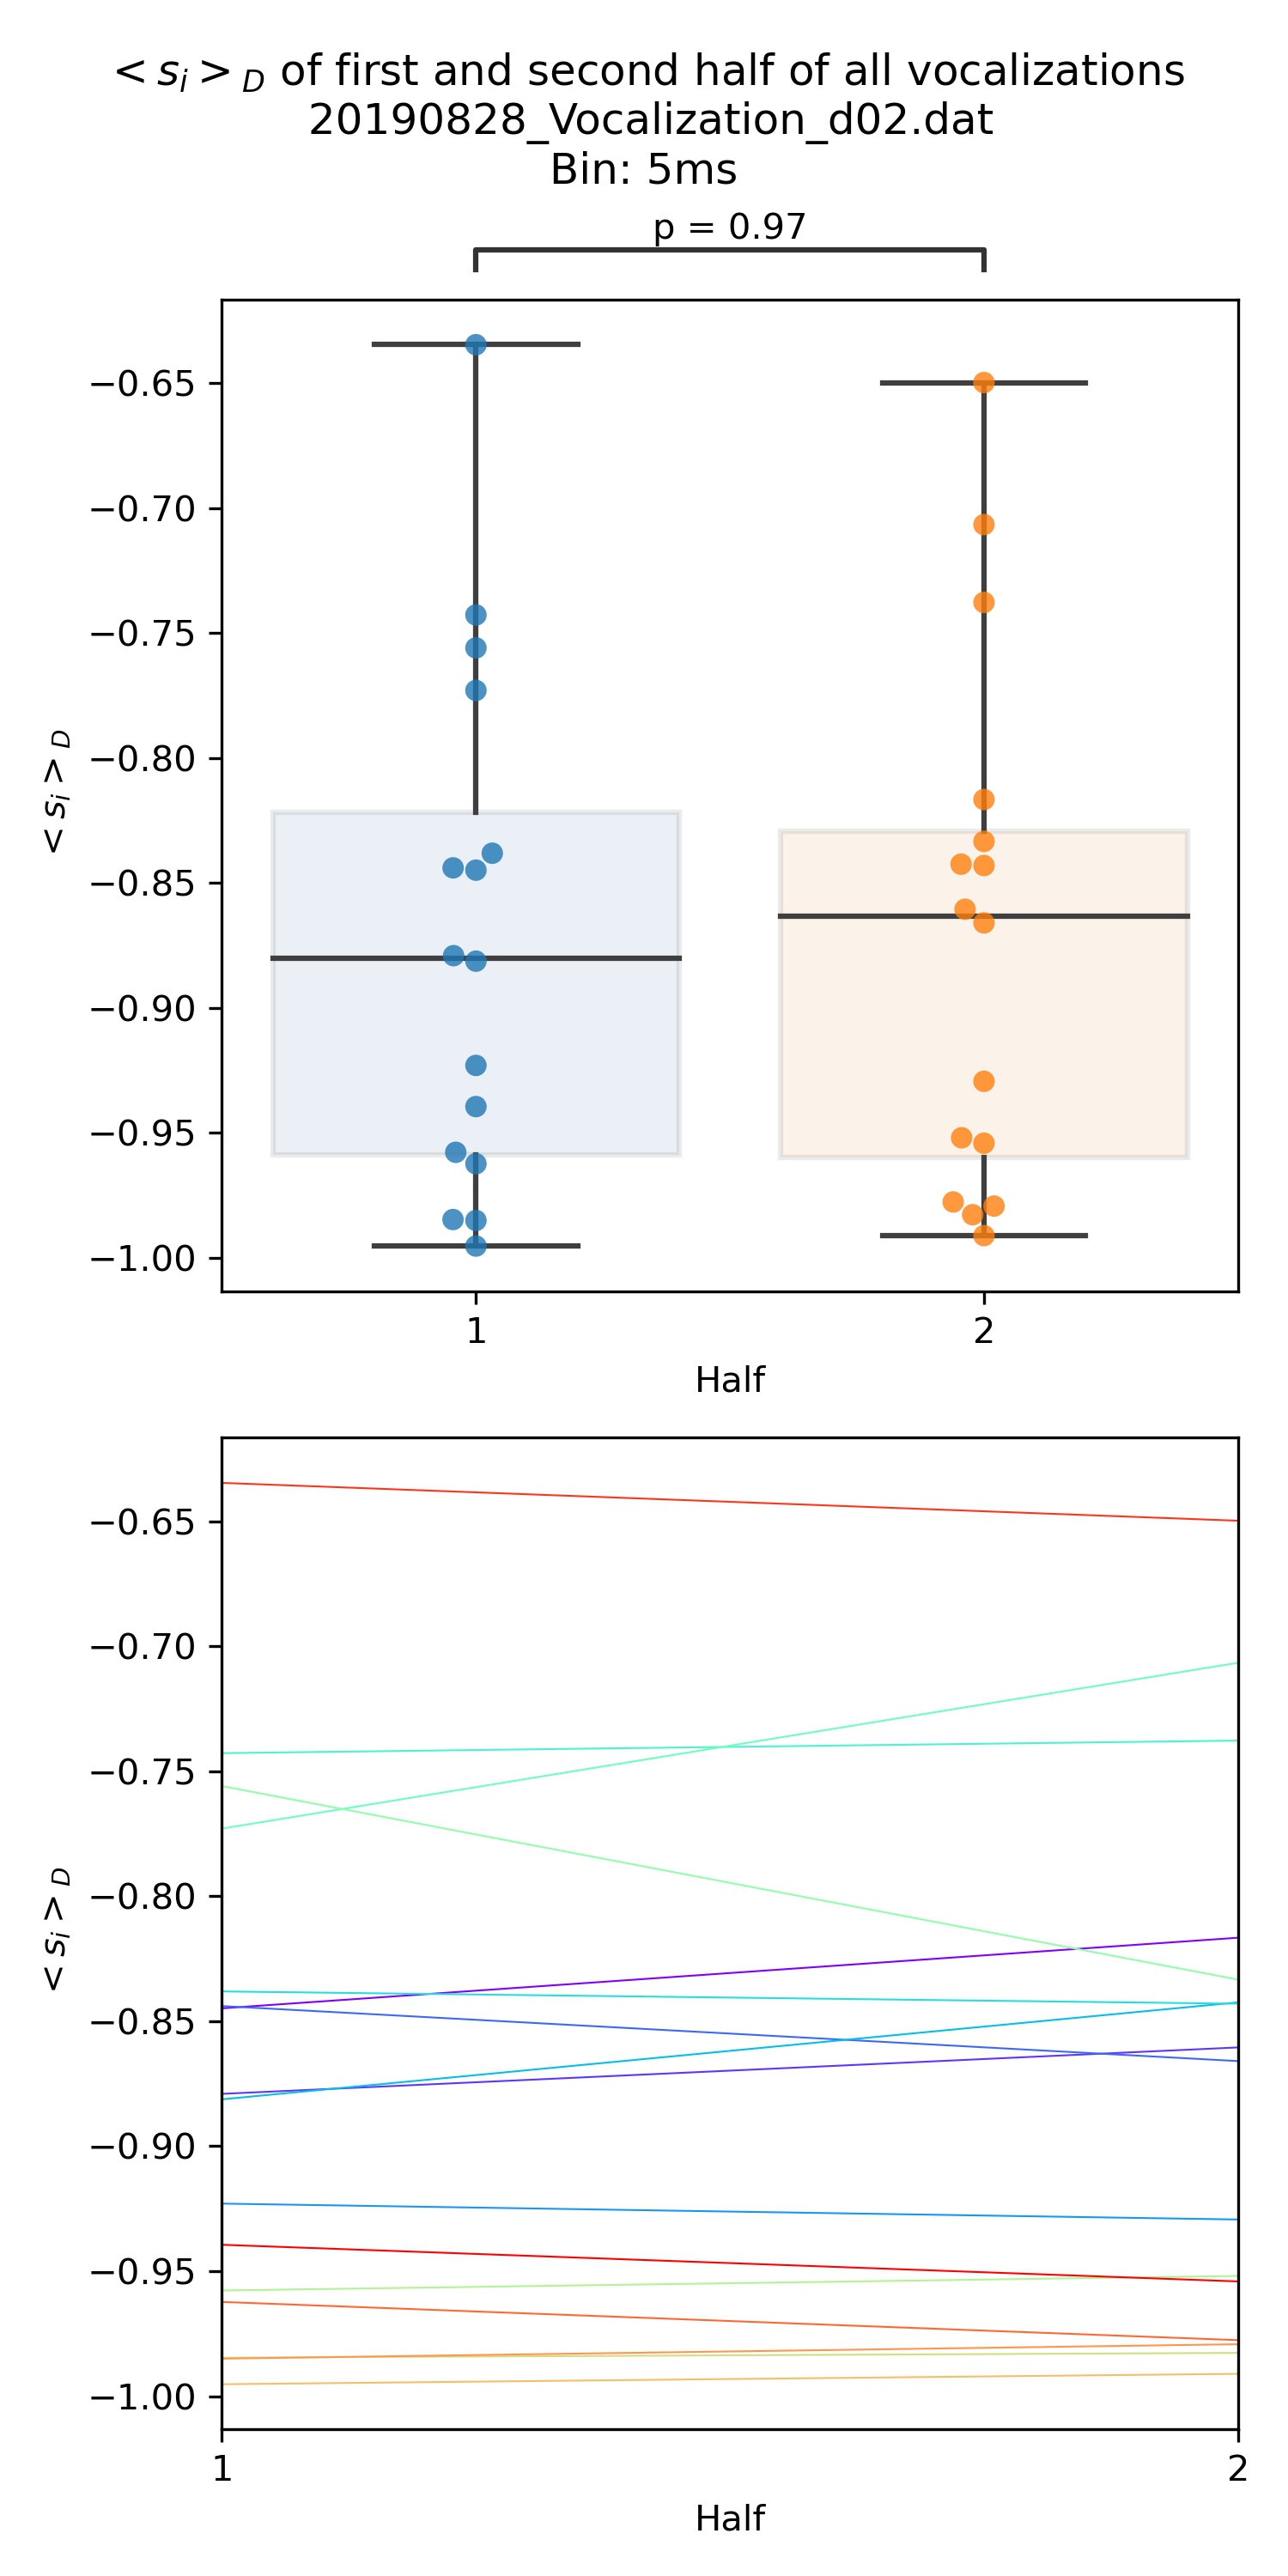 < s_i >_D of first and second half of all vocalizations
20190828_Vocalization_d02.dat
Bin: 5ms
p = 0.97
< s_i >_D
−0.65
−0.70
−0.75
−0.80
−0.85
−0.90
−0.95
−1.00
1 2
Half
< s_i >_D
−0.65
−0.70
−0.75
−0.80
−0.85
−0.90
−0.95
−1.00
1 2
Half